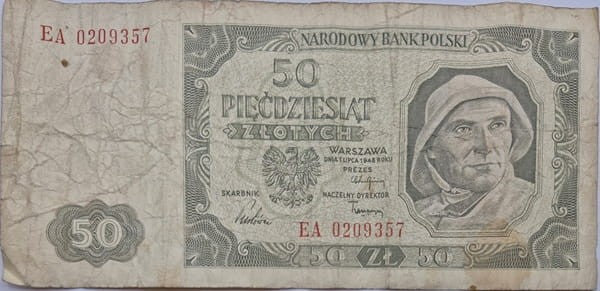 EA 0209357
NARODOWY BANK POLSKI
50
PIĘĆDZIESIĄT
ZŁOTYCH
WARSZAWA
DNIA 1 LIPCA 1948 ROKU
PREZES
SKARBNIK
NACZELNY DYREKTOR
EA 0209357
50
50 ZŁ 50